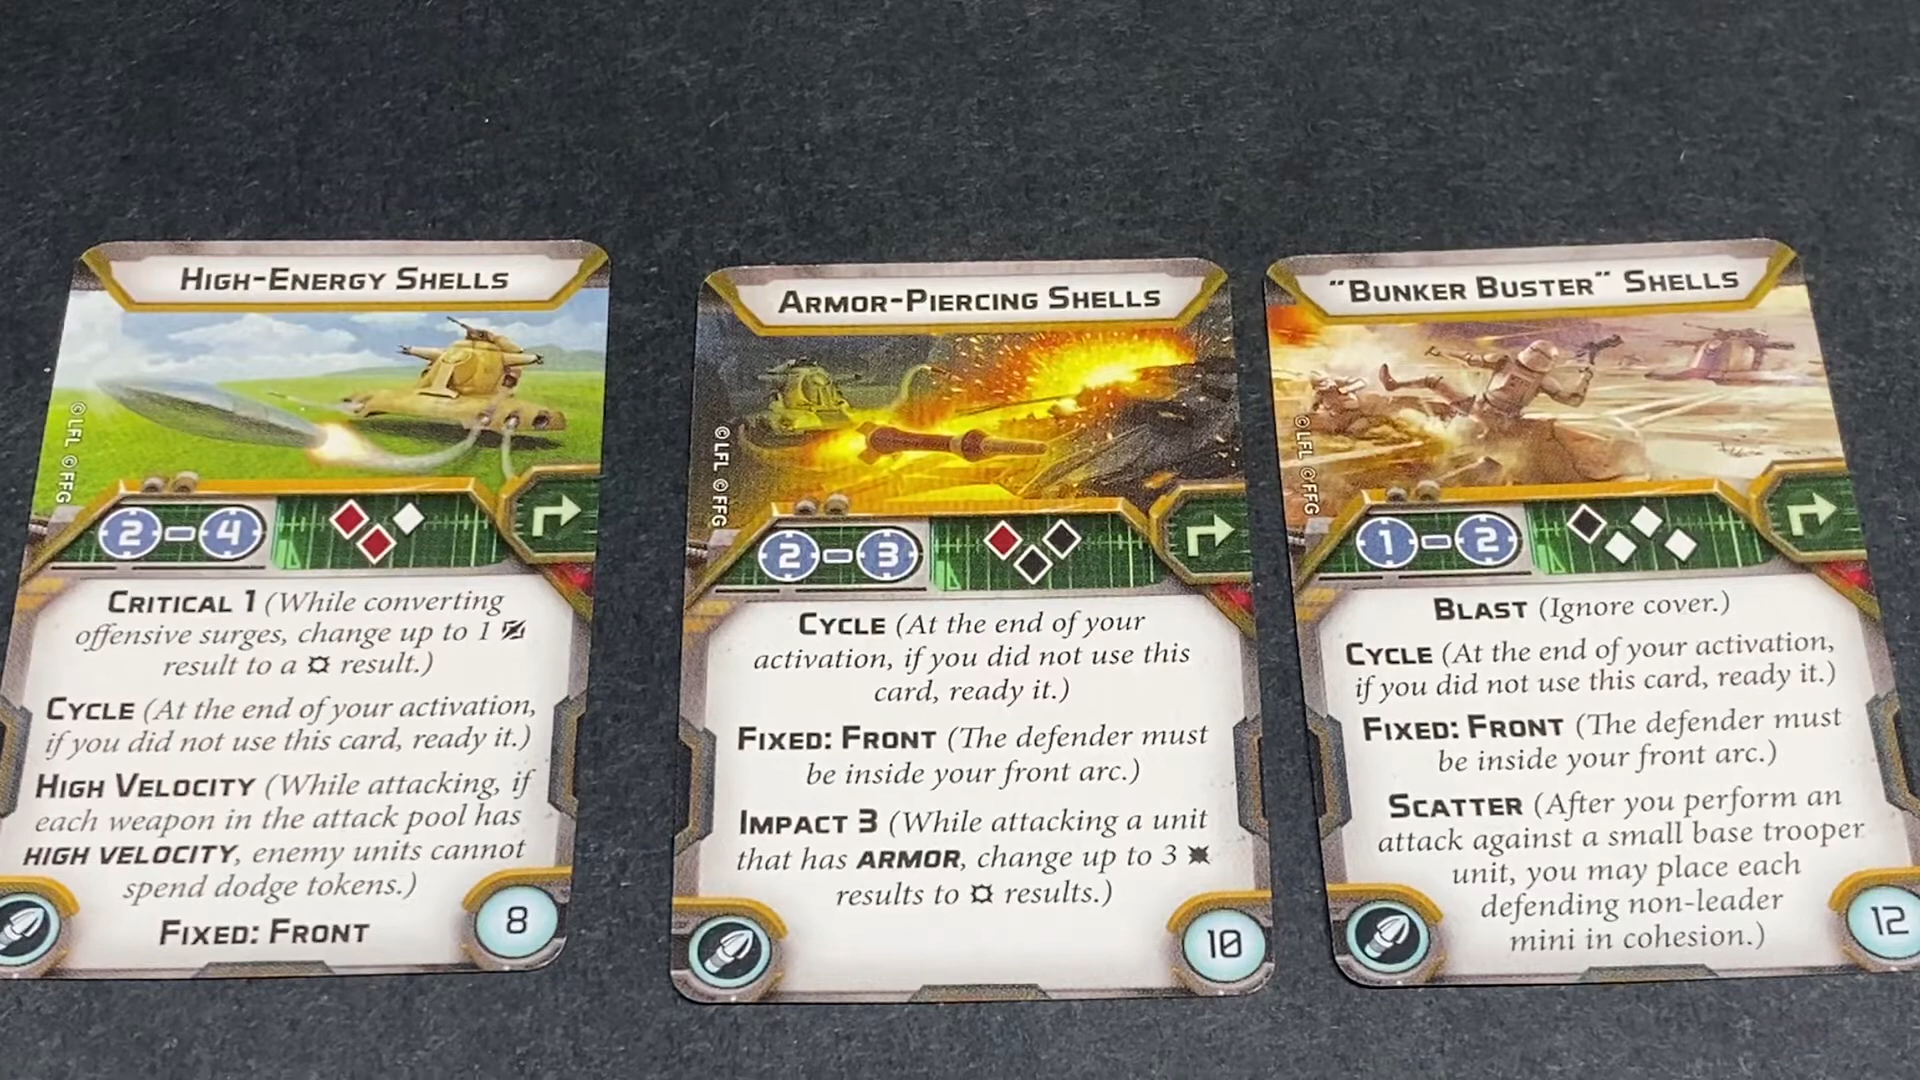 HIGH-ENERGY SHELLS
© LFL © FFG
2 - 4
CRITICAL 1 (While converting
offensive surges, change up to 1
result to a result.)
CYCLE (At the end of your activation,
if you did not use this card, ready it.)
HIGH VELOCITY (While attacking, if
each weapon in the attack pool has
HIGH VELOCITY, enemy units cannot
spend dodge tokens.)
FIXED: FRONT
8
ARMOR-PIERCING SHELLS
© LFL © FFG
2 - 3
CYCLE (At the end of your
activation, if you did not use this
card, ready it.)
FIXED: FRONT (The defender must
be inside your front arc.)
IMPACT 3 (While attacking a unit
that has ARMOR, change up to 3
results to results.)
10
"BUNKER BUSTER" SHELLS
© LFL © FFG
1 - 2
BLAST (Ignore cover.)
CYCLE (At the end of your activation,
if you did not use this card, ready it.)
FIXED: FRONT (The defender must
be inside your front arc.)
SCATTER (After you perform an
attack against a small base trooper
unit, you may place each
defending non-leader
mini in cohesion.)
12